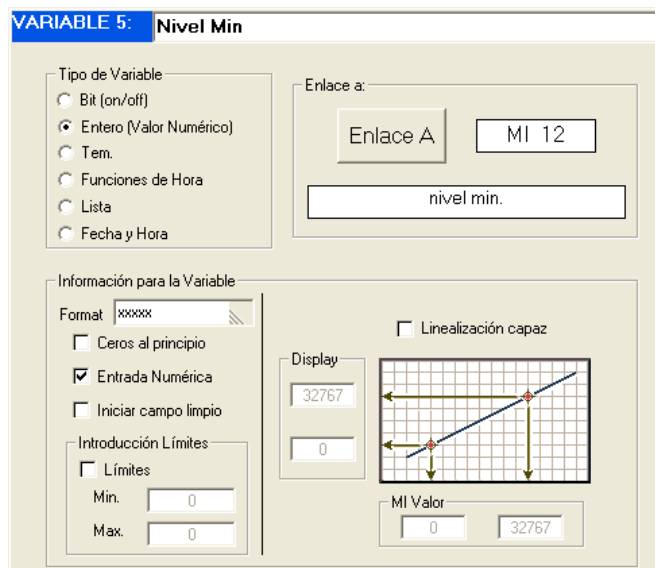 VARIABLE 5: Nivel Min
Tipo de Variable
Bit (on/off)
Entero (Valor Numérico)
Tem.
Funciones de Hora
Lista
Fecha y Hora
Enlace a:
Enlace A MI 12
nivel min.
Información para la Variable
Format xxxxx
Ceros al principio
Entrada Numérica
Iniciar campo limpio
Introducción Límites
Límites
Min. 0
Max. 0
Linealización capaz
Display
32767
0
MI Valor
0 32767